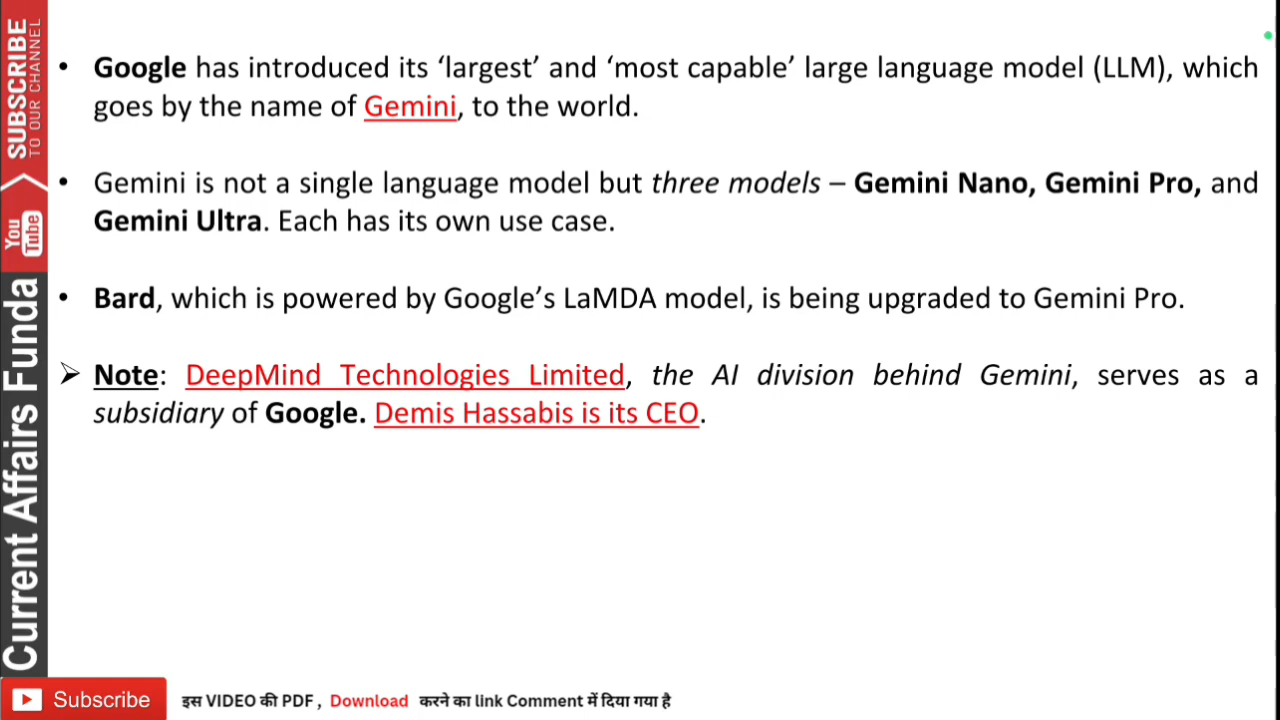 • Google has introduced its ‘largest’ and ‘most capable’ large language model (LLM), which
goes by the name of Gemini, to the world.
• Gemini is not a single language model but three models – Gemini Nano, Gemini Pro, and
Gemini Ultra. Each has its own use case.
• Bard, which is powered by Google’s LaMDA model, is being upgraded to Gemini Pro.
➢ Note: DeepMind Technologies Limited, the AI division behind Gemini, serves as a
subsidiary of Google. Demis Hassabis is its CEO.
SUBSCRIBE
TO OUR CHANNEL
You
Tube
Current Affairs Funda
Subscribe
इस VIDEO की PDF , Download करने का link Comment में दिया गया है